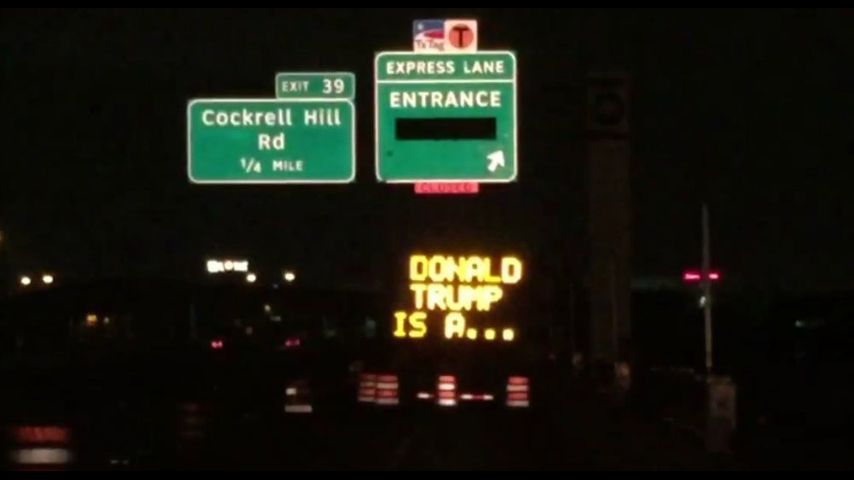 EXIT 39
Cockrell Hill
Rd
1/4 MILE
TxTag
T
EXPRESS LANE
ENTRANCE
CLOSED
DONALD
TRUMP
IS A...